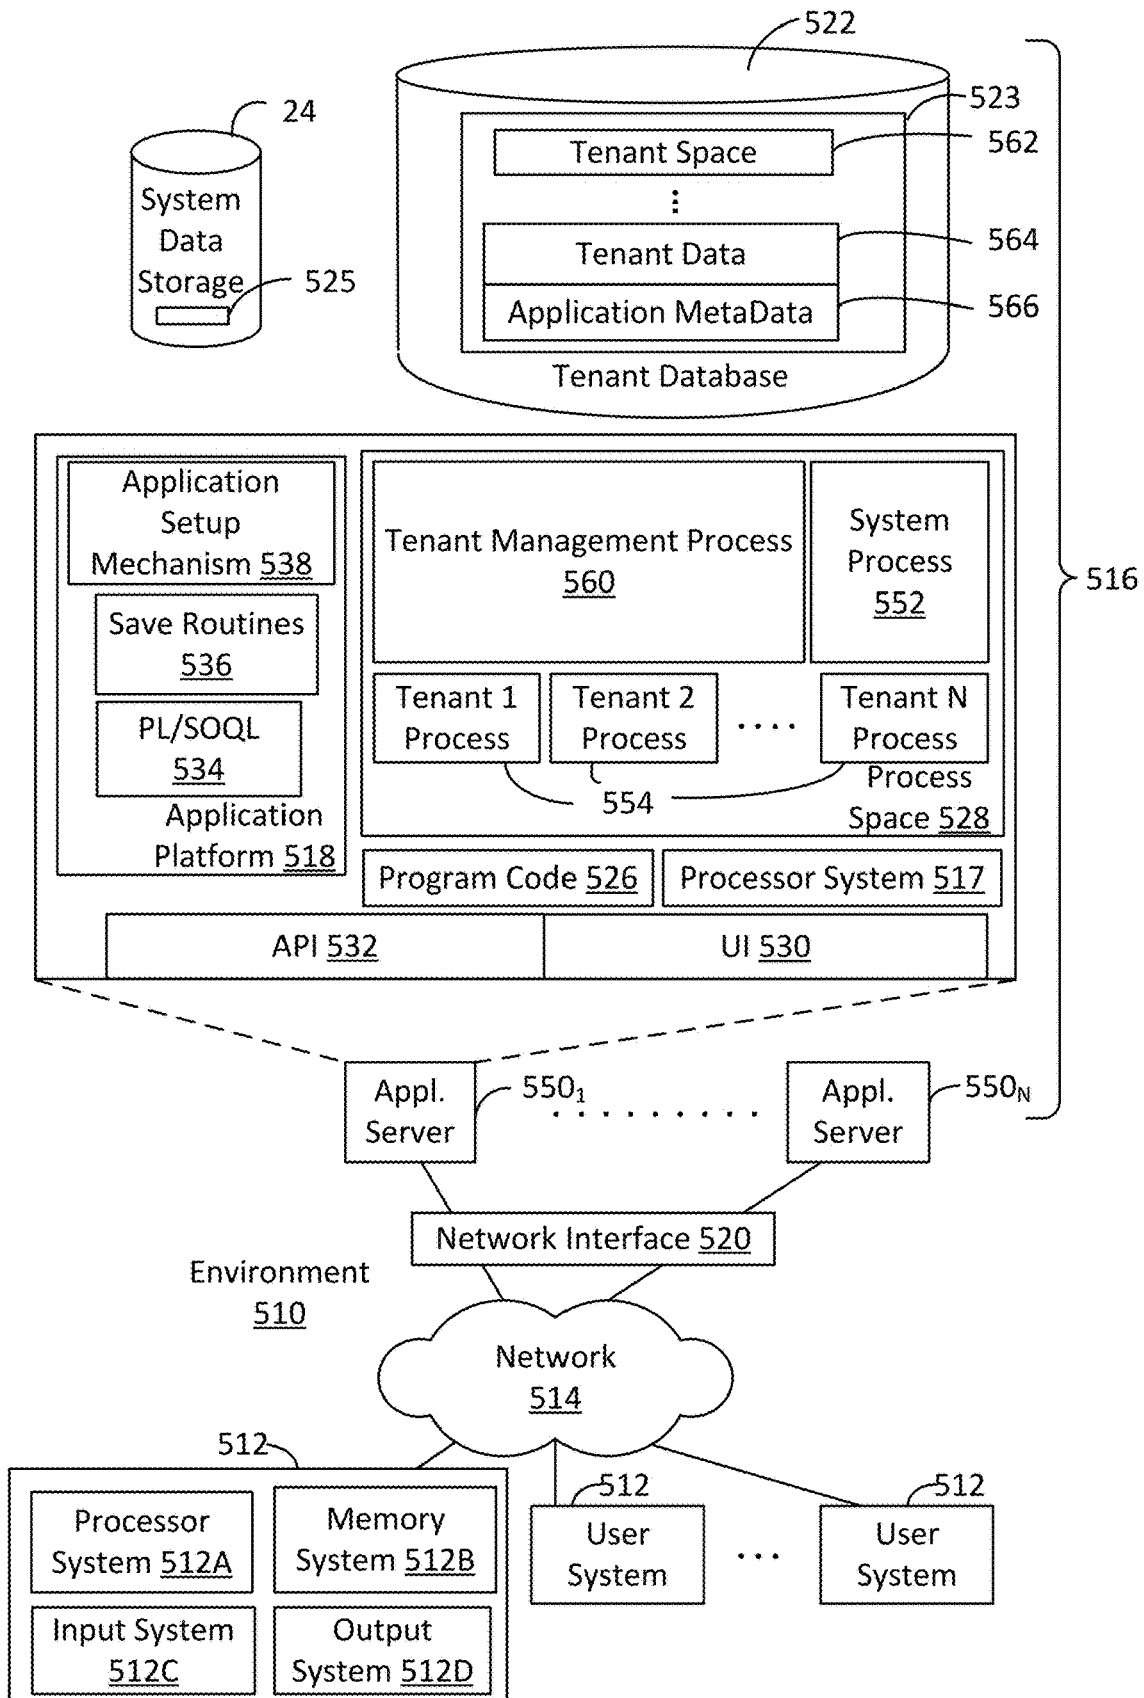 522
24
523
562
Tenant Space
System
Data
Storage
525
564
Tenant Data
566
Application MetaData
Tenant Database
516
Application
Setup
Mechanism 538
Save Routines
536
PL/SOQL
534
Application
Platform 518
Tenant Management Process
560
System
Process
552
Tenant 1
Process
Tenant 2
Process
....
Tenant N
Process
554
Process
Space 528
Program Code 526
Processor System 517
API 532
UI 530
Appl.
Server
550₁
.........
Appl.
Server
550N
Network Interface 520
Environment
510
Network
514
512
Processor
System 512A
Memory
System 512B
Input System
512C
Output
System 512D
512
User
System
...
512
User
System